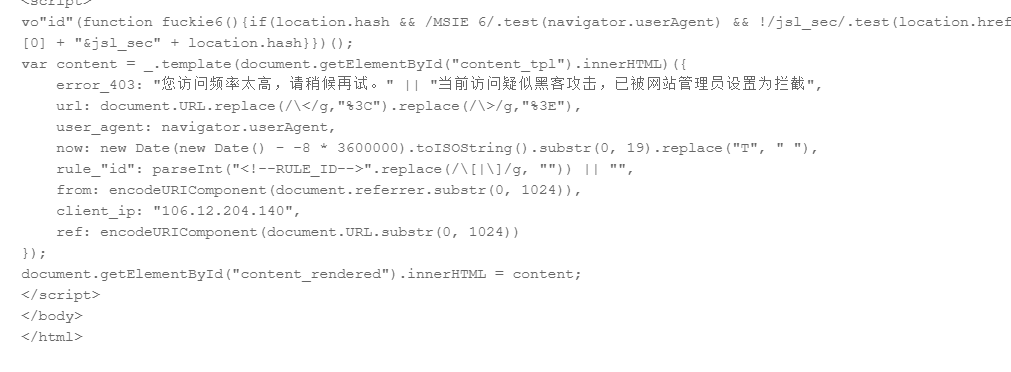 <script>
vo"id"(function fuckie6(){if(location.hash && /MSIE 6/.test(navigator.userAgent) && !/jsl_sec/.test(location.href
[0] + "&jsl_sec" + location.hash}})();
var content = _.template(document.getElementById("content_tpl").innerHTML)({
error_403: "您访问频率太高，请稍候再试。" || "当前访问疑似黑客攻击，已被网站管理员设置为拦截",
url: document.URL.replace(/\</g,"%3C").replace(/\>/g,"%3E"),
user_agent: navigator.userAgent,
now: new Date(new Date() - -8 * 3600000).toISOString().substr(0, 19).replace("T", " "),
rule_"id": parseInt("<!--RULE_ID-->".replace(/\[|\]/g, "")) || "",
from: encodeURIComponent(document.referrer.substr(0, 1024)),
client_ip: "106.12.204.140",
ref: encodeURIComponent(document.URL.substr(0, 1024))
});
document.getElementById("content_rendered").innerHTML = content;
</script>
</body>
</html>